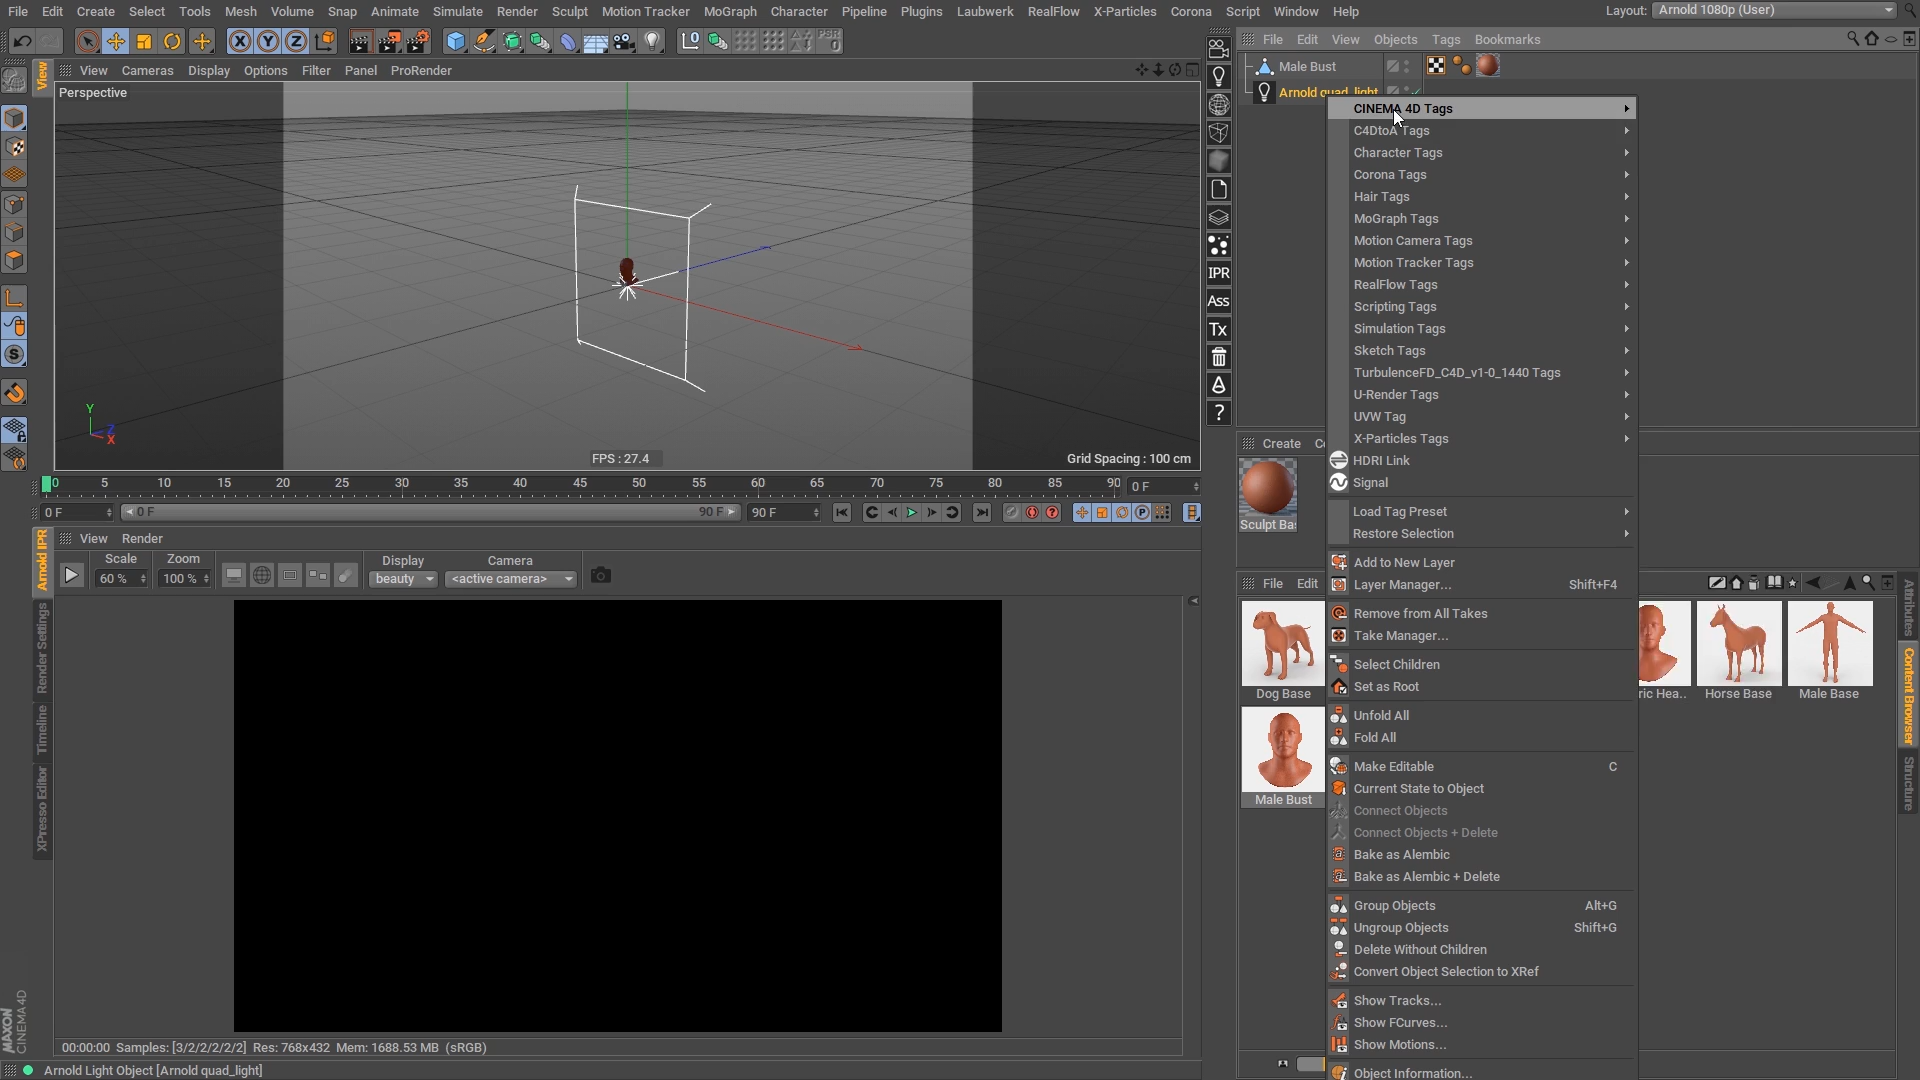 File Edit Create Select Tools Mesh Volume Snap Animate Simulate Render Sculpt Motion Tracker MoGraph Character Pipeline Plugins Laubwerk RealFlow X-Particles Corona Script Window Help
Layout: Arnold 1080p (User)
X Y Z
PSR
0
File Edit View Objects Tags Bookmarks
View
View Cameras Display Options Filter Panel ProRender
Perspective
Male Bust
Arnold quad_light
Y
Z
X
FPS : 27.4
Grid Spacing : 100 cm
IPR
Ass
Tx
?
0 5 10 15 20 25 30 35 40 45 50 55 60 65 70 75 80 85 90
0 F
0 F
0 F
90 F
90 F
P
S
Arnold IPR
Render Settings
Timeline
XPresso Editor
View Render
Scale
60 %
Zoom
100 %
Display
beauty
Camera
<active camera>
00:00:00 Samples: [3/2/2/2/2/2] Res: 768x432 Mem: 1688.53 MB (sRGB)
MAXON
CINEMA 4D
Arnold Light Object [Arnold quad_light]
CINEMA 4D Tags
C4DtoA Tags
Character Tags
Corona Tags
Hair Tags
MoGraph Tags
Motion Camera Tags
Motion Tracker Tags
RealFlow Tags
Scripting Tags
Simulation Tags
Sketch Tags
TurbulenceFD_C4D_v1-0_1440 Tags
U-Render Tags
UVW Tag
X-Particles Tags
HDRI Link
Signal
Load Tag Preset
Restore Selection
Add to New Layer
Layer Manager... Shift+F4
Remove from All Takes
Take Manager...
Select Children
Set as Root
Unfold All
Fold All
Make Editable C
Current State to Object
Connect Objects
Connect Objects + Delete
Bake as Alembic
Bake as Alembic + Delete
Group Objects Alt+G
Ungroup Objects Shift+G
Delete Without Children
Convert Object Selection to XRef
Show Tracks...
Show FCurves...
Show Motions...
Object Information...
Create
Sculpt Ba
File Edit
Dog Base
ric Hea..
Horse Base
Male Base
Male Bust
Attributes
Content Browser
Structure